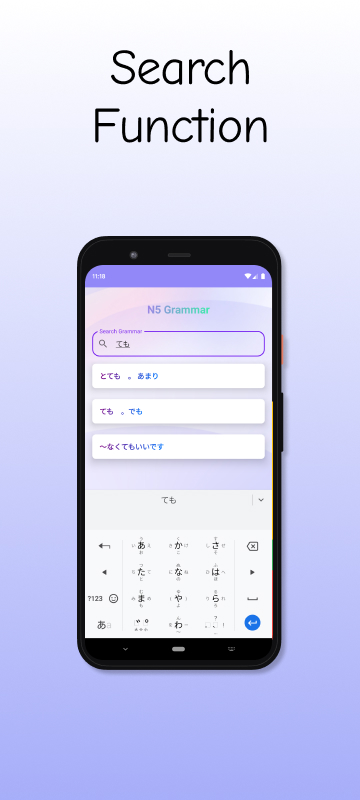 Search
Function
11:18
N5 Grammar
Search Grammar
ても
とても 。 あまり
ても 。でも
〜なくてもいいです
ても
あ か さ
た な は
?123 ま や ら
あ わ